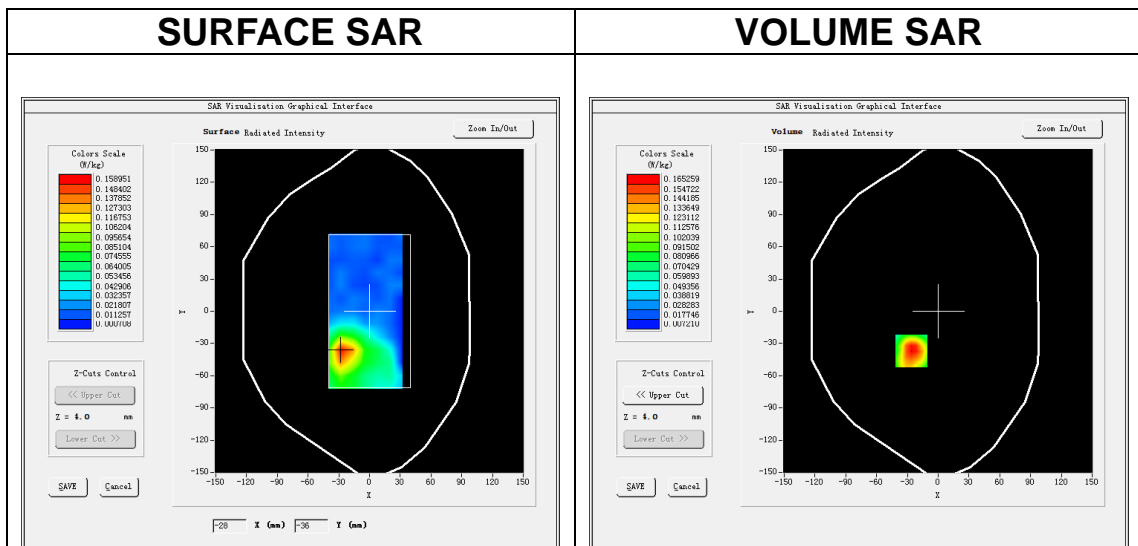 SURFACE SAR
VOLUME SAR
SAR Visualisation Graphical Interface
Surface Radiated Intensity
Zoom In/Out
Colors Scale
(W/kg)
0.158951
0.148402
0.137852
0.127303
0.116753
0.106204
0.095654
0.085104
0.074555
0.064005
0.053456
0.042906
0.032357
0.021807
0.011257
0.000708
Z-Cuts Control
<< Upper Cut
Z = 4.0 mm
Lower Cut >>
SAVE Cancel
150
120
90
60
30
0
-30
-60
-90
-120
-150
Y
-150 -120 -90 -60 -30 0 30 60 90 120 150
X
-28 X (mm) -36 Y (mm)
SAR Visualisation Graphical Interface
Volume Radiated Intensity
Zoom In/Out
Colors Scale
(W/kg)
0.165259
0.154722
0.144185
0.133649
0.123112
0.112576
0.102039
0.091502
0.080966
0.070429
0.059893
0.049356
0.038819
0.028283
0.017746
0.007210
Z-Cuts Control
<< Upper Cut
Z = 4.0 mm
Lower Cut >>
SAVE Cancel
150
120
90
60
30
0
-30
-60
-90
-120
-150
Y
-150 -120 -90 -60 -30 0 30 60 90 120 150
X